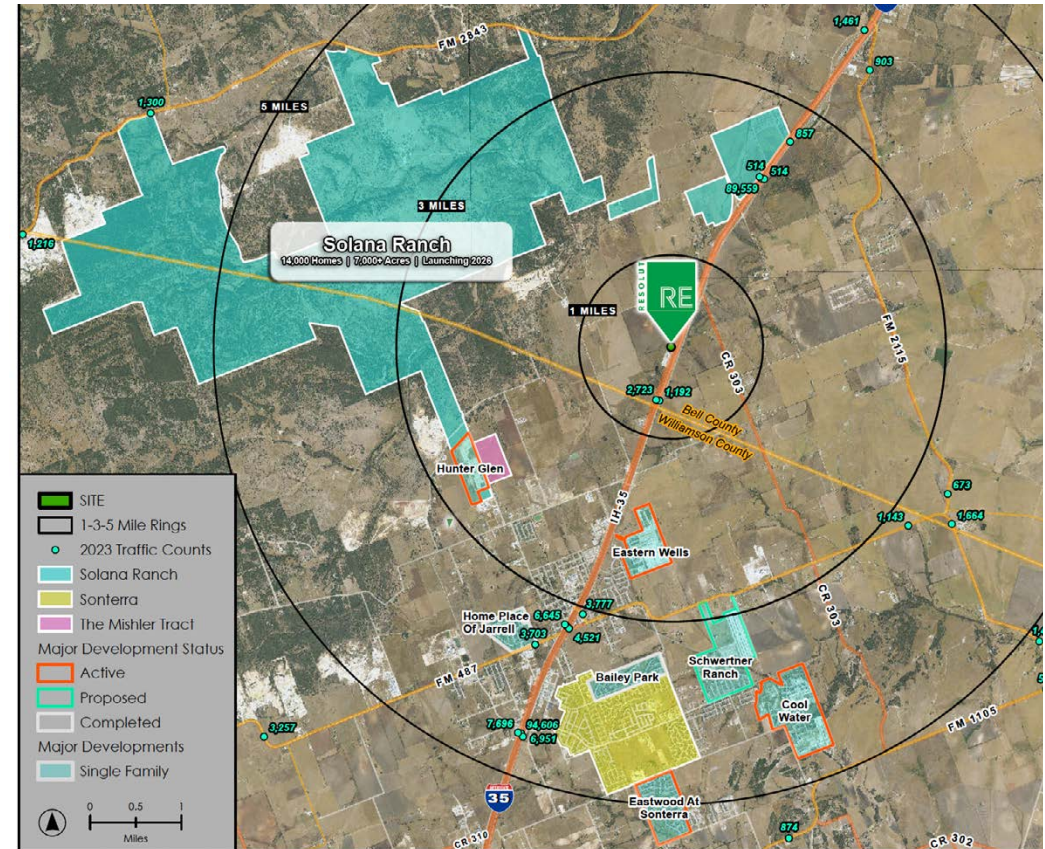 1,461
FM 2843
903
5 MILES
1,300
857
514
514
89,559
3 MILES
1,216
Solana Ranch
14,000 Homes | 7,000+ Acres | Launching 2026
RESOLUT
RE
1 MILES
FM 2115
CR 303
2,723
1,192
Bell County
Williamson County
Hunter Glen
IH-35
673
1,143
1,664
Eastern Wells
SITE
1-3-5 Mile Rings
2023 Traffic Counts
Solana Ranch
Sonterra
The Mishler Tract
Major Development Status
Active
Proposed
Completed
Major Developments
Single Family
0 0.5 1
Miles
3,777
6,645
Home Place
Of Jarrell
3,703
4,521
CR 303
Schwertner
Ranch
FM 487
Bailey Park
Cool
Water
FM 1105
3,257
7,696
94,606
6,951
INTERSTATE
35
Eastwood At
Sonterra
CR 310
874
CR 302